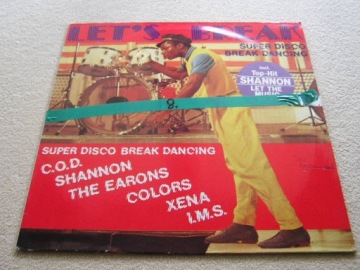 LET'S BREAK
SUPER DISCO
BREAK DANCING
incl.
Top-Hit
SHANNON
LET THE
MUSIC
8.
SUPER DISCO BREAK DANCING
C.O.D.
SHANNON
THE EARONS
COLORS
XENA
I.M.S.